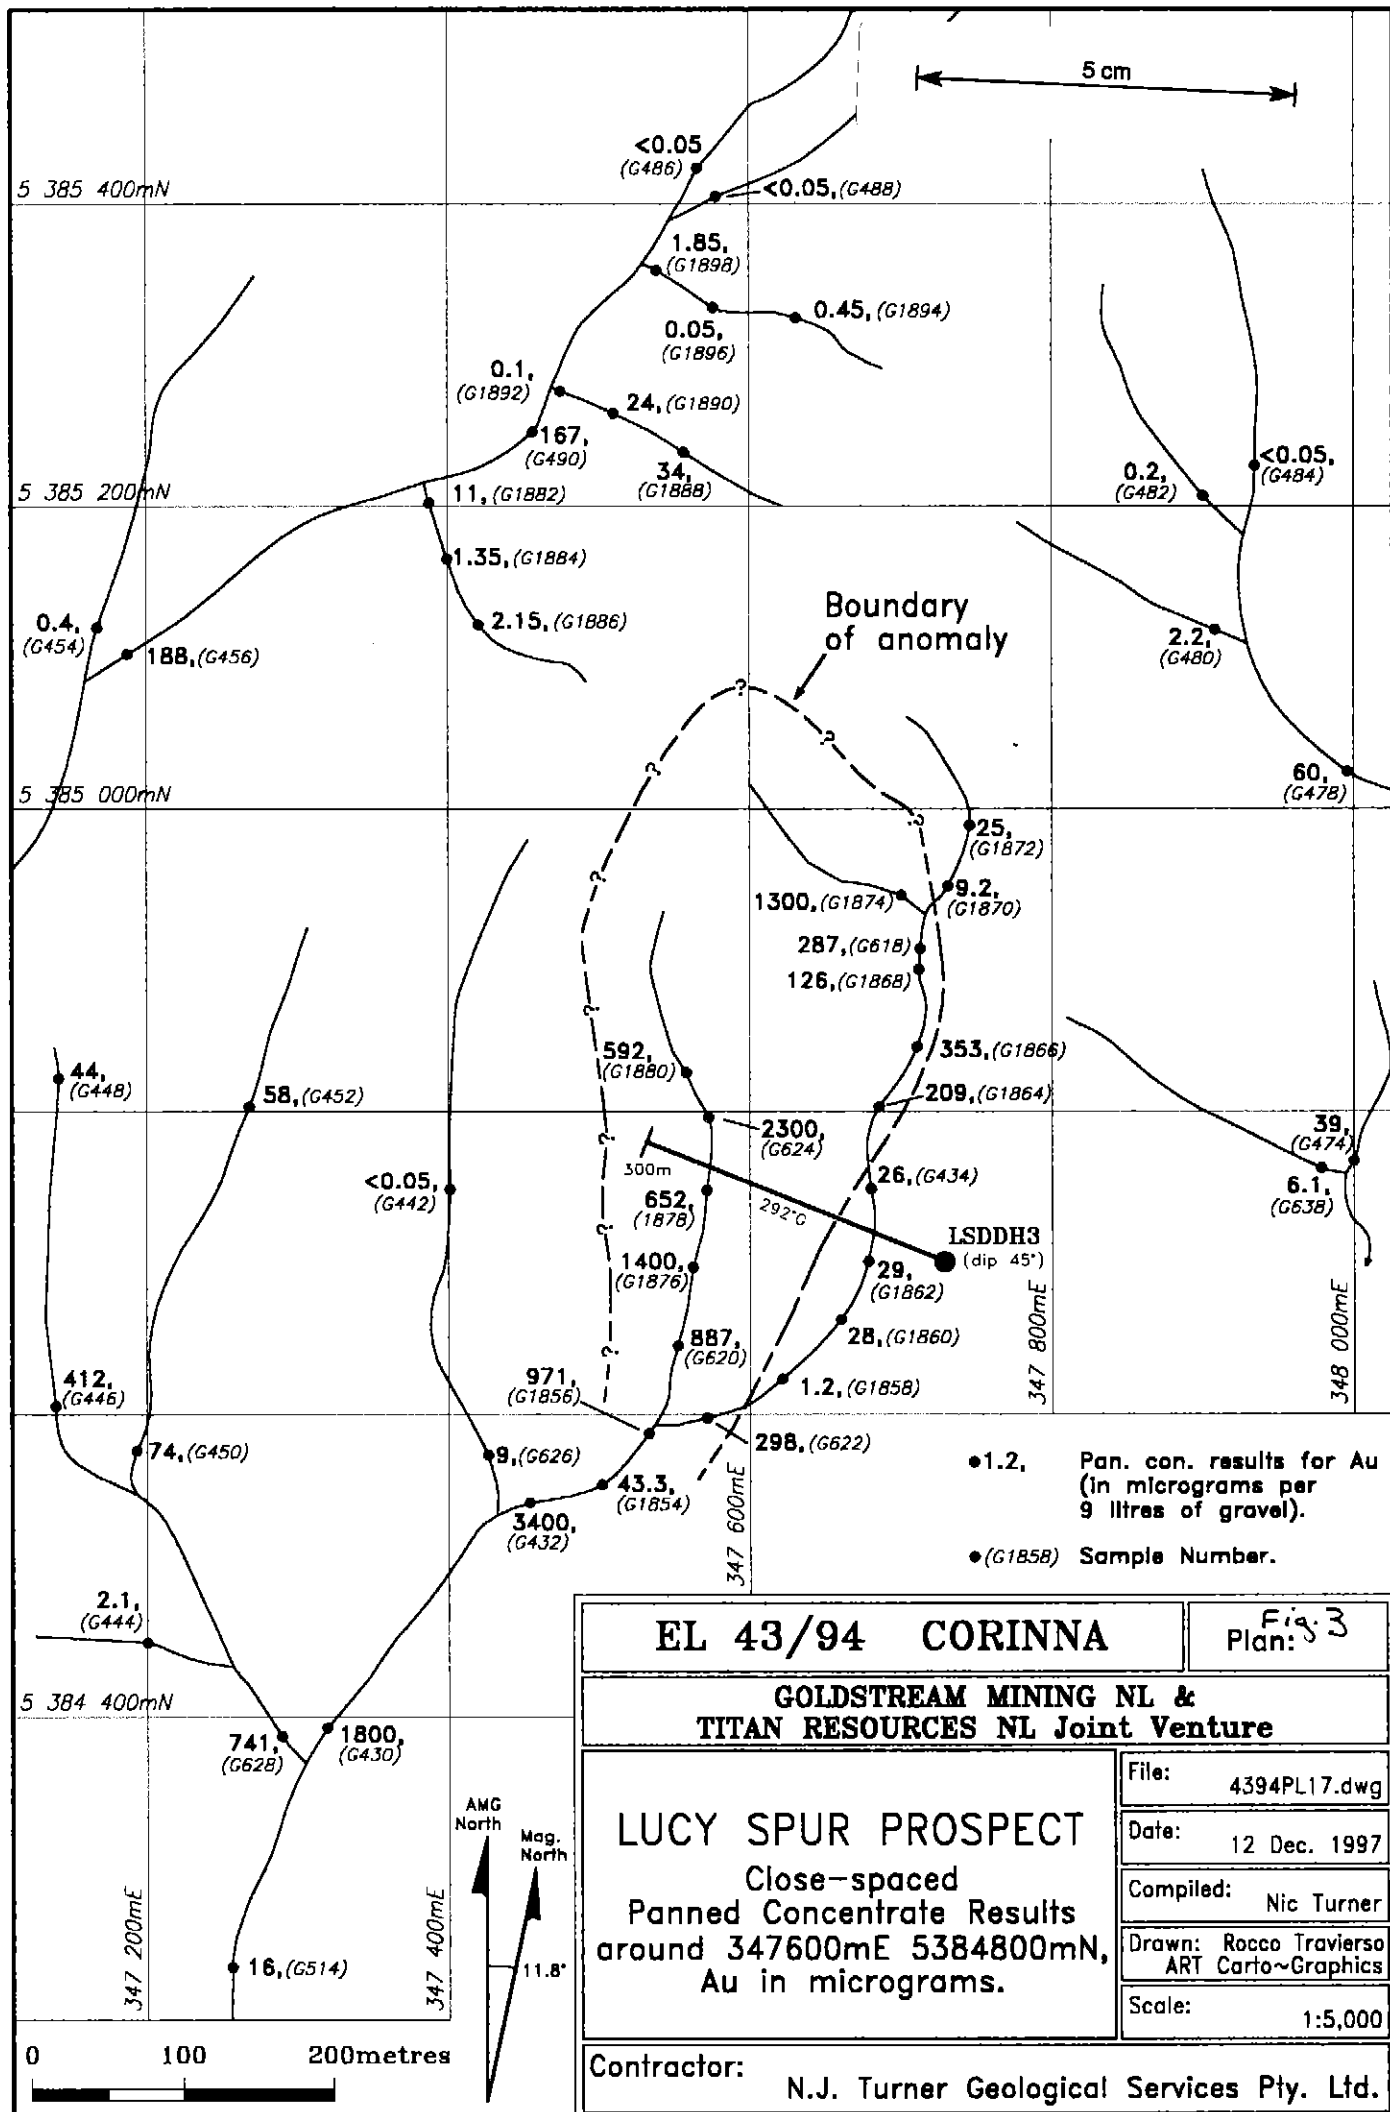 5 cm
<0.05
(G486)
<0.05, (G488)
5 385 400mN
1.85,
(G1898)
0.45, (G1894)
0.05,
(G1896)
0.1,
(G1892)
24, (G1890)
167,
(G490)
34,
(G1888)
<0.05,
(G484)
0.2,
(G482)
5 385 200mN
11, (G1882)
1.35, (G1884)
2.15, (G1886)
Boundary
of anomaly
0.4,
(G454)
188, (G456)
2.2,
(G480)
?
?
?
60,
(G478)
5 385 000mN
?
25,
(G1872)
?
9.2,
(G1870)
1300, (G1874)
287, (G618)
126, (G1868)
?
592,
(G1880)
353, (G1866)
44,
(G448)
58, (G452)
209, (G1864)
2300,
(G624)
?
39,
(G474)
300m
<0.05,
(G442)
652,
(1878)
292°G
26, (G434)
6.1,
(G638)
?
LSDDH3
(dip 45°)
1400,
(G1876)
29,
(G1862)
28, (G1860)
887,
(G620)
?
347 800mE
348 000mE
412,
(G446)
971,
(G1856)
1.2, (G1858)
298, (G622)
74, (G450)
9, (G626)
43.3,
(G1854)
3400,
(G432)
347 600mE
1.2, Pan. con. results for Au
(in micrograms per
9 litres of gravel).
(G1858) Sample Number.
2.1,
(G444)
5 384 400mN
741,
(G628)
1800,
(G430)
16, (G514)
347 200mE
347 400mE
AMG
North
Mag.
North
11.8°
0 100 200metres
EL 43/94 CORINNA
Plan: Fig. 3
GOLDSTREAM MINING NL &
TITAN RESOURCES NL Joint Venture
LUCY SPUR PROSPECT
Close-spaced
Panned Concentrate Results
around 347600mE 5384800mN,
Au in micrograms.
File: 4394PL17.dwg
Date: 12 Dec. 1997
Compiled: Nic Turner
Drawn: Rocco Travierso
ART Carto~Graphics
Scale: 1:5,000
Contractor:
N.J. Turner Geological Services Pty. Ltd.